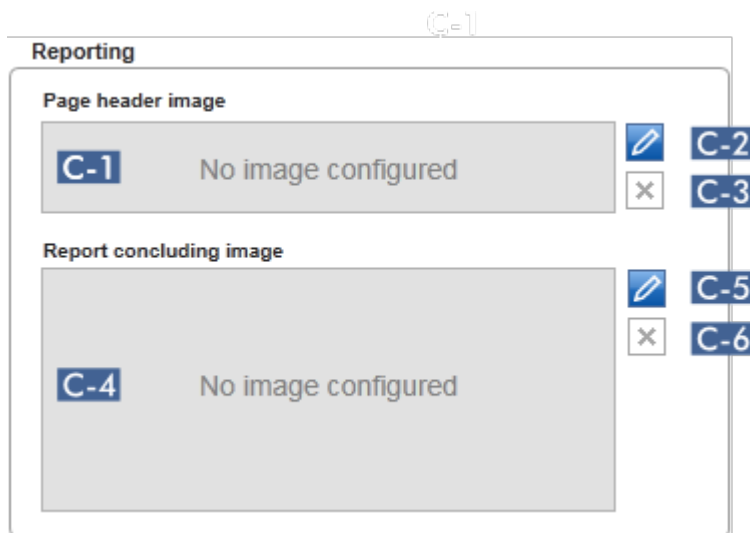 C-1
Reporting
Page header image
C-1 No image configured
C-2
C-3
Report concluding image
C-5
C-6
C-4 No image configured